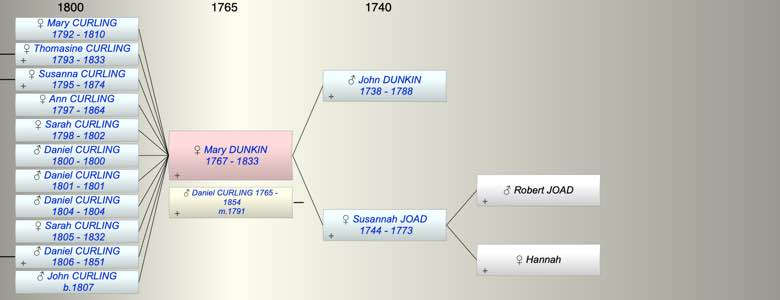 1800
1765
1740
♀ Mary CURLING
1792 - 1810
♀ Thomasine CURLING
+ 1793 - 1833
♀ Susanna CURLING
+ 1795 - 1874
♀ Ann CURLING
1797 - 1864
♀ Sarah CURLING
1798 - 1802
♂ Daniel CURLING
1800 - 1800
♂ Daniel CURLING
1801 - 1801
♂ Daniel CURLING
1804 - 1804
♀ Sarah CURLING
1805 - 1832
♂ Daniel CURLING
+ 1806 - 1851
♂ John CURLING
b.1807
♀ Mary DUNKIN
1767 - 1833
+
♂ Daniel CURLING 1765 -
1854
+ m.1791
♂ John DUNKIN
+ 1738 - 1788
♀ Susannah JOAD
+ 1744 - 1773
♂ Robert JOAD
+
♀ Hannah
+